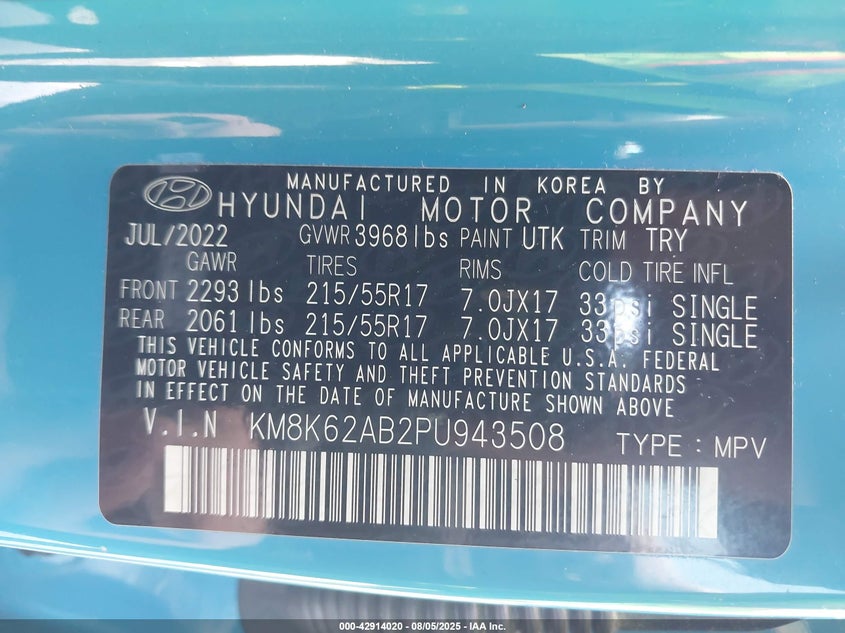 MANUFACTURED IN KOREA BY
HYUNDAI MOTOR COMPANY
JUL/2022 GVWR 3968 lbs PAINT UTK TRIM TRY
GAWR TIRES RIMS COLD TIRE INFL
FRONT 2293 lbs 215/55R17 7.0JX17 33psi SINGLE
REAR 2061 lbs 215/55R17 7.0JX17 33psi SINGLE
THIS VEHICLE CONFORMS TO ALL APPLICABLE U.S.A. FEDERAL
MOTOR VEHICLE SAFETY AND THEFT PREVENTION STANDARDS
IN EFFECT ON THE DATE OF MANUFACTURE SHOWN ABOVE
V.I.N KM8K62AB2PU943508 TYPE: MPV
000-42914020 - 08/05/2025 - IAA Inc.